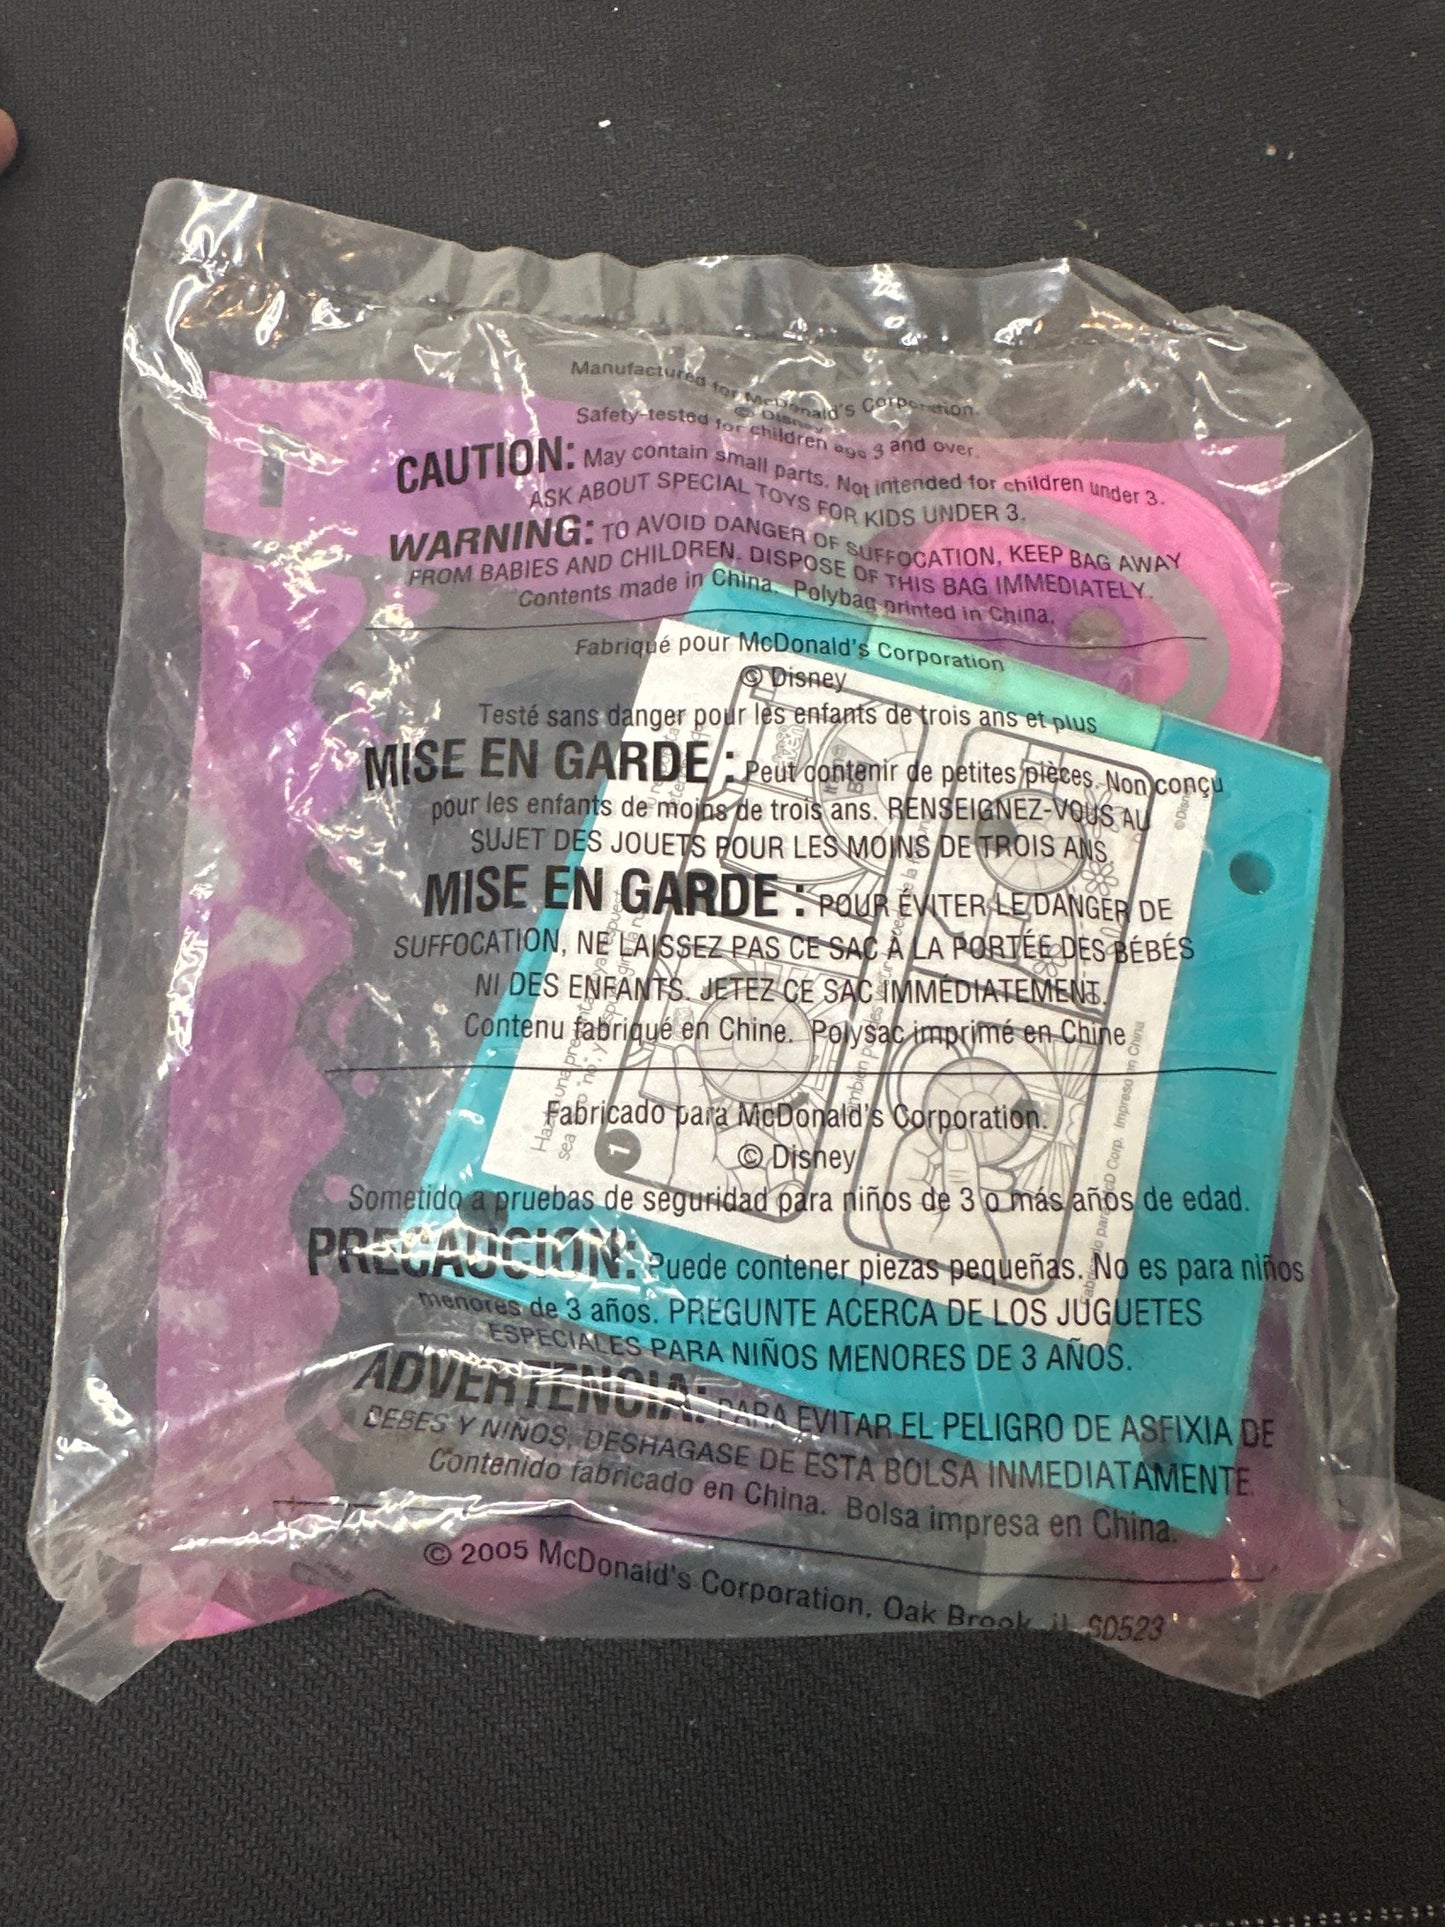 Manufactured for McDonald's Corporation.
© Disney
Safety-tested for children age 3 and over.
CAUTION: May contain small parts. Not intended for children under 3.
ASK ABOUT SPECIAL TOYS FOR KIDS UNDER 3.
WARNING: TO AVOID DANGER OF SUFFOCATION, KEEP BAG AWAY
FROM BABIES AND CHILDREN. DISPOSE OF THIS BAG IMMEDIATELY.
Contents made in China. Polybag printed in China.
Fabriqué pour McDonald's Corporation
© Disney
Testé sans danger pour les enfants de trois ans et plus
MISE EN GARDE : Peut contenir de petites pièces. Non conçu
pour les enfants de moins de trois ans. RENSEIGNEZ-VOUS AU
SUJET DES JOUETS POUR LES MOINS DE TROIS ANS
MISE EN GARDE : POUR ÉVITER LE DANGER DE
SUFFOCATION, NE LAISSEZ PAS CE SAC À LA PORTÉE DES BÉBÉS
NI DES ENFANTS. JETEZ CE SAC IMMÉDIATEMENT.
Contenu fabriqué en Chine. Polysac imprimé en Chine
Fabricado para McDonald's Corporation.
© Disney
Sometido a pruebas de seguridad para niños de 3 o más años de edad.
PRECAUCION: Puede contener piezas pequeñas. No es para niños
menores de 3 años. PREGUNTE ACERCA DE LOS JUGUETES
ESPECIALES PARA NIÑOS MENORES DE 3 AÑOS.
ADVERTENCIA: PARA EVITAR EL PELIGRO DE ASFIXIA DE
BEBES Y NIÑOS, DESHAGASE DE ESTA BOLSA INMEDIATAMENTE.
Contenido fabricado en China. Bolsa impresa en China.
© 2005 McDonald's Corporation, Oak Brook, IL SD523
1
©Disney
Impreso en China